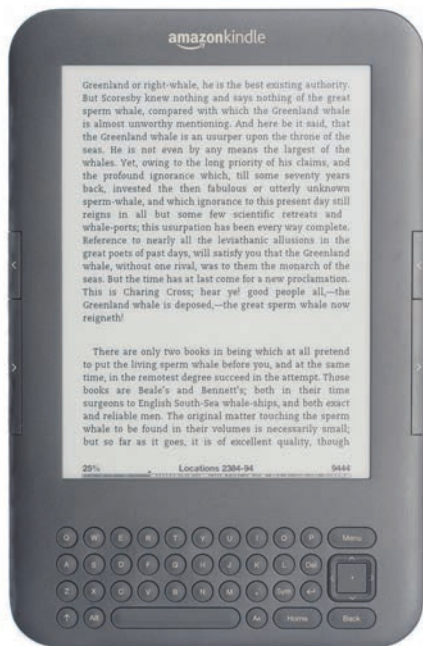 amazonkindle
Greenland or right-whale, he is the best existing authority.
But Scoresby knew nothing and says nothing of the great
sperm whale, compared with which the Greenland whale
is almost unworthy mentioning. And here be it said, that
the Greenland whale is an usurper upon the throne of the
seas. He is not even by any means the largest of the
whales. Yet, owing to the long priority of his claims, and
the profound ignorance which, till some seventy years
back, invested the then fabulous or utterly unknown
sperm-whale, and which ignorance to this present day still
reigns in all but some few scientific retreats and
whale-ports; this usurpation has been every way complete.
Reference to nearly all the leviathanic allusions in the
great poets of past days, will satisfy you that the Greenland
whale, without one rival, was to them the monarch of the
seas. But the time has at last come for a new proclamation.
This is Charing Cross; hear ye! good people all,—the
Greenland whale is deposed,—the great sperm whale now
reigneth!
There are only two books in being which at all pretend
to put the living sperm whale before you, and at the same
time, in the remotest degree succeed in the attempt. Those
books are Beale's and Bennett's; both in their time
surgeons to English South-Sea whale-ships, and both exact
and reliable men. The original matter touching the sperm
whale to be found in their volumes is necessarily small;
but so far as it goes, it is of excellent quality, though
25% Locations 2384-94 9444
Q W E R T Y U I O P Menu
A S D F G H J K L Del
Z X C V B N M . Sym
Alt Aa Home Back